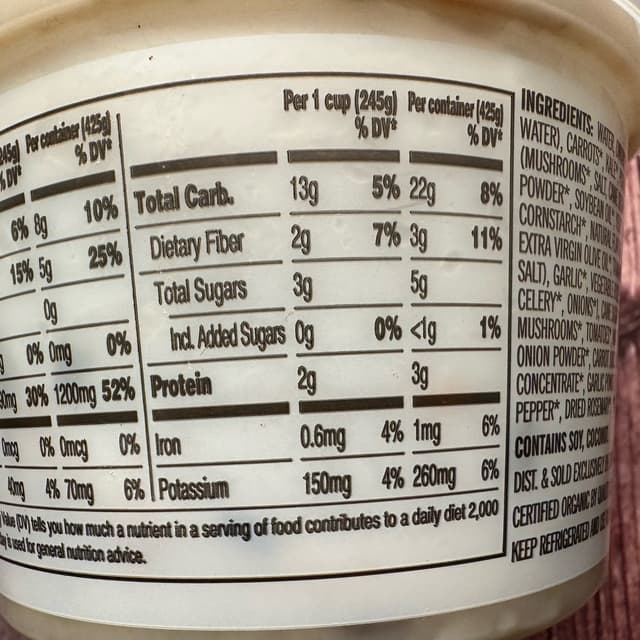 Per container (425g) Per 1 cup (245g) Per container (425g)
% DV* % DV* % DV*
6% 8g 10% Total Carb. 13g 5% 22g 8%
15% 5g 25% Dietary Fiber 2g 7% 3g 11%
0g Total Sugars 3g 5g
0% 0mg 0% Incl. Added Sugars 0g 0% <1g 1%
30% 1200mg 52% Protein 2g 3g
0mcg 0% 0mcg 0% Iron 0.6mg 4% 1mg 6%
40mg 4% 70mg 6% Potassium 150mg 4% 260mg 6%
(DV) tells you how much a nutrient in a serving of food contributes to a daily diet 2,000
is used for general nutrition advice.
INGREDIENTS: WATER,
WATER), CARROTS*,
(MUSHROOMS*, SALT,
POWDER*, SOYBEAN OIL*
CORNSTARCH*, NATURAL
EXTRA VIRGIN OLIVE OIL
SALT), GARLIC*,
CELERY*, ONIONS*),
MUSHROOMS*,
ONION POWDER*, CARROT
CONCENTRATE*, GARLIC
PEPPER*, DRIED ROSEMARY
CONTAINS SOY, COCONUT
DIST. & SOLD EXCLUSIVELY
CERTIFIED ORGANIC BY
KEEP REFRIGERATED AND